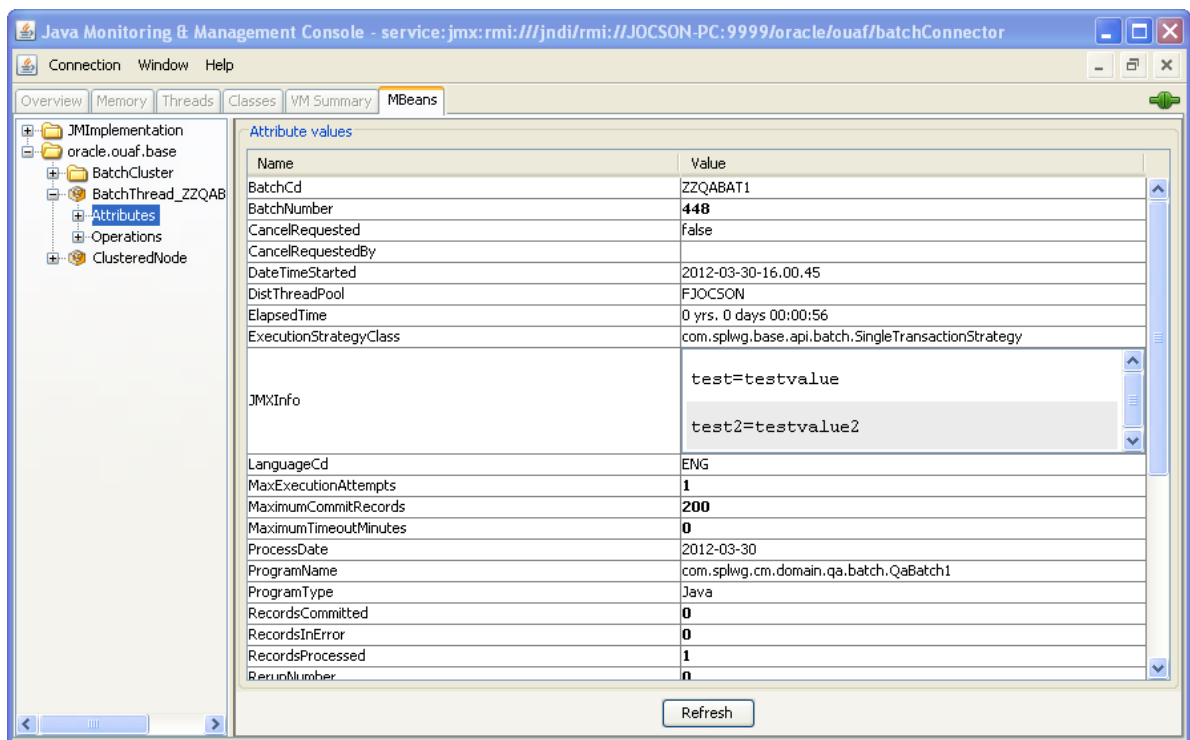 Java Monitoring & Management Console - service:jmx:rmi:///jndi/rmi://JOCSON-PC:9999/oracle/ouaf/batchConnector
Connection Window Help
Overview Memory Threads Classes VM Summary MBeans
JMImplementation
oracle.ouaf.base
BatchCluster
BatchThread_ZZQAB
Attributes
Operations
ClusteredNode
Attribute values
Name Value
BatchCd ZZQABAT1
BatchNumber 448
CancelRequested false
CancelRequestedBy
DateTimeStarted 2012-03-30-16.00.45
DistThreadPool FJOCSON
ElapsedTime 0 yrs. 0 days 00:00:56
ExecutionStrategyClass com.splwg.base.api.batch.SingleTransactionStrategy
JMXInfo
test=testvalue
test2=testvalue2
LanguageCd ENG
MaxExecutionAttempts 1
MaximumCommitRecords 200
MaximumTimeoutMinutes 0
ProcessDate 2012-03-30
ProgramName com.splwg.cm.domain.qa.batch.QaBatch1
ProgramType Java
RecordsCommitted 0
RecordsInError 0
RecordsProcessed 1
RerunNumber 0
Refresh